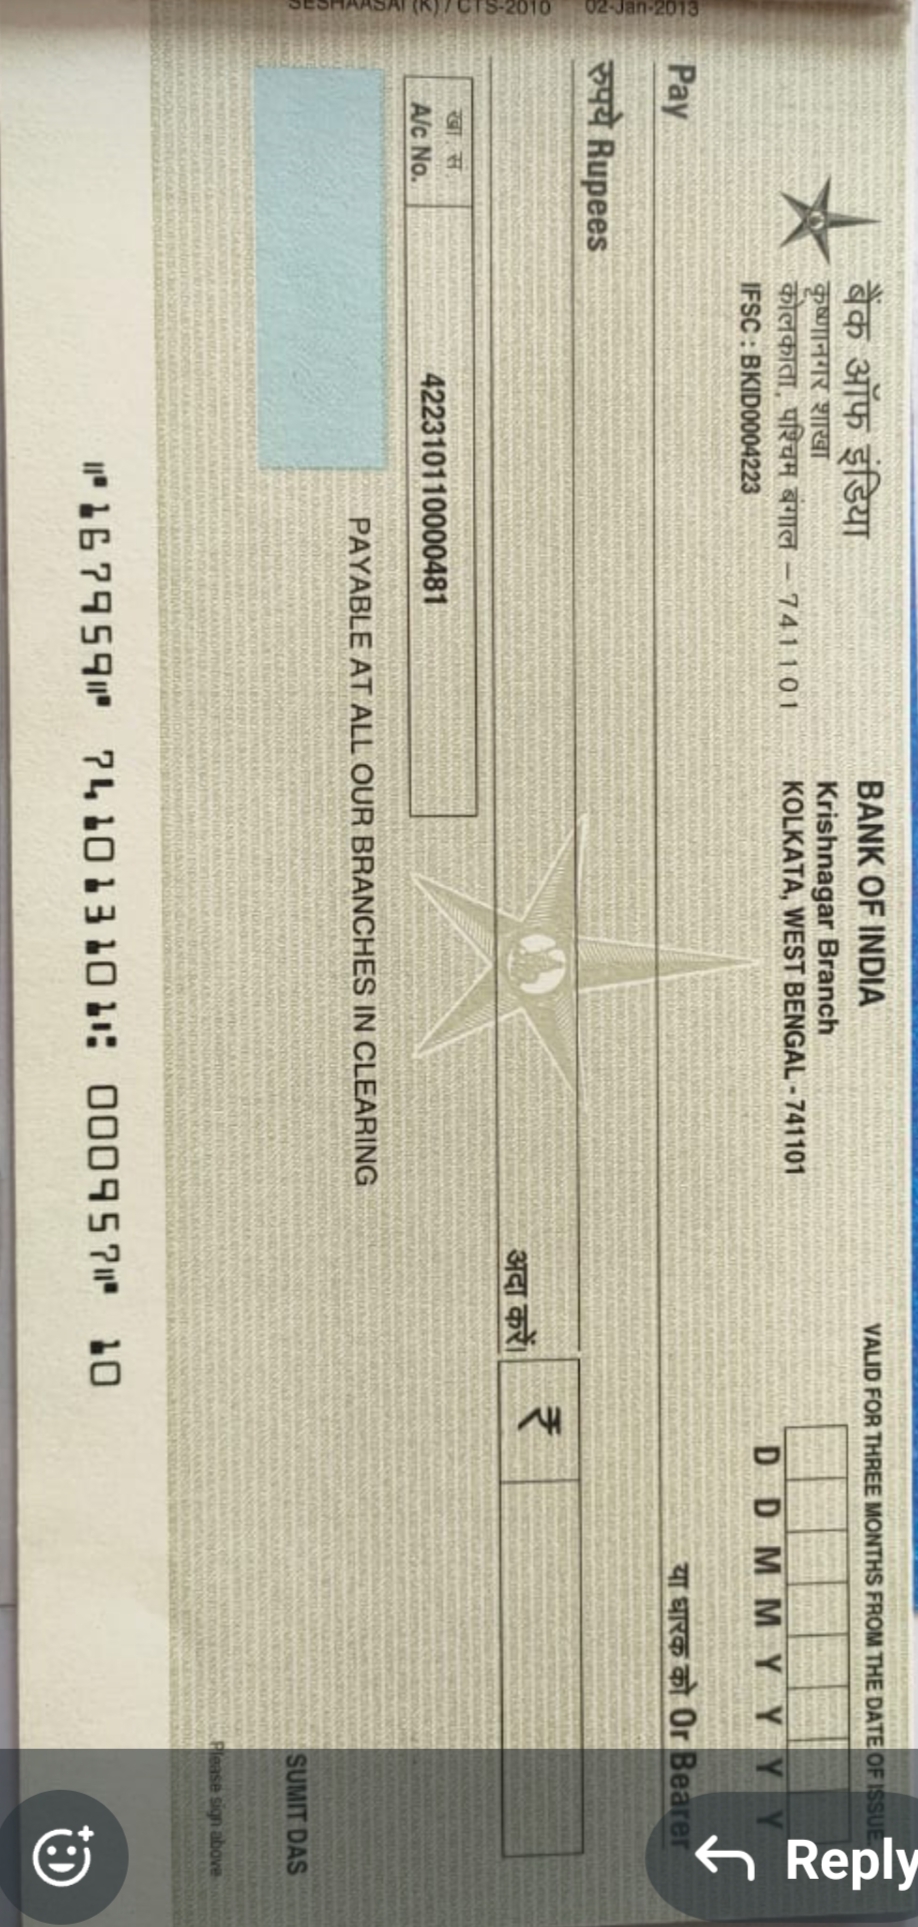 SESHAASAI (K) / CTS-2010 02-Jan-2013
बैंक ऑफ इंडिया
कृष्णानगर शाखा
कोलकाता, पश्चिम बंगाल – 741101
IFSC : BKID0004223
BANK OF INDIA
Krishnagar Branch
KOLKATA, WEST BENGAL - 741101
VALID FOR THREE MONTHS FROM THE DATE OF ISSUE
D D M M Y Y Y Y
Pay
या धारक को Or Bearer
रुपये Rupees
अदा करें।
₹
खा. स
A/c No.
422310110000481
PAYABLE AT ALL OUR BRANCHES IN CLEARING
SUMIT DAS
Please sign above
⑈167959⑈ 741013101⑆ 000957⑈ 10
Reply